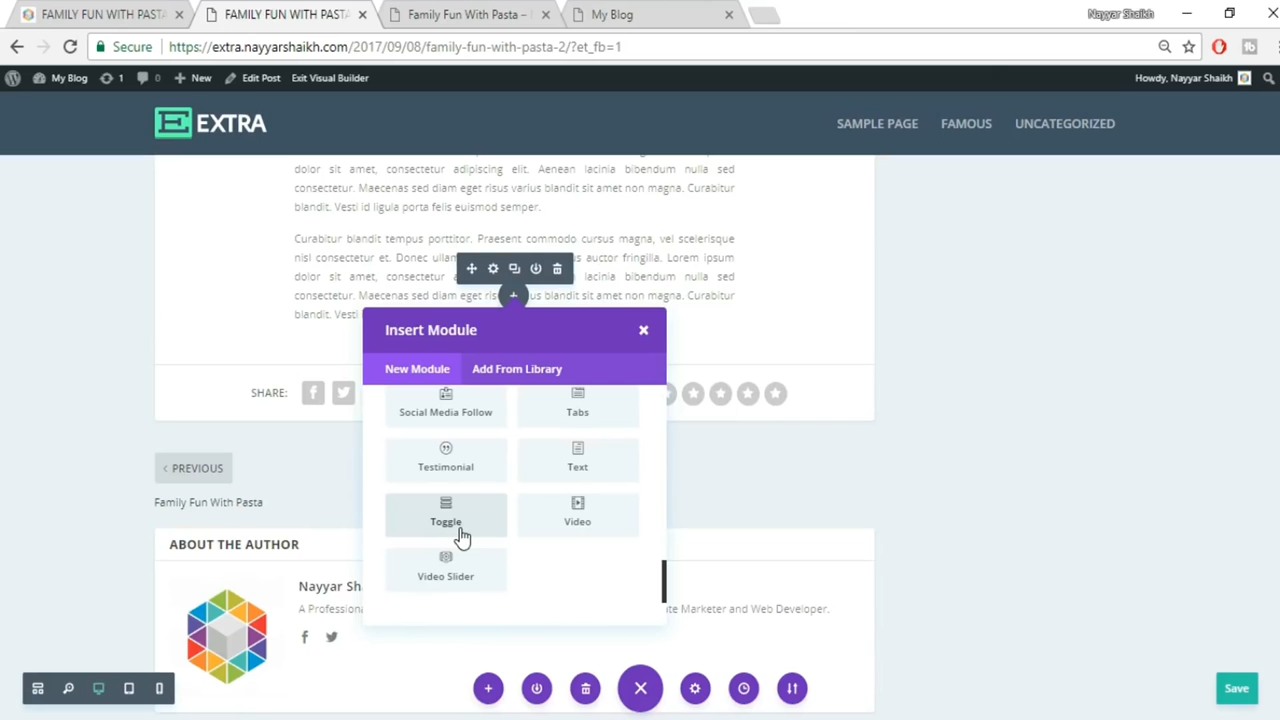 FAMILY FUN WITH PASTA
FAMILY FUN WITH PASTA
Family Fun With Pasta –
My Blog
Nayyar Shaikh
Secure
https://extra.nayyarshaikh.com/2017/09/08/family-fun-with-pasta-2/?et_fb=1
My Blog
1
0
New
Edit Post
Exit Visual Builder
Howdy, Nayyar Shaikh
E EXTRA
SAMPLE PAGE
FAMOUS
UNCATEGORIZED
dolor sit amet, consectetur adipiscing elit. Aenean lacinia bibendum nulla sed
consectetur. Maecenas sed diam eget risus varius blandit sit amet non magna. Curabitur
blandit. Vesti id ligula porta felis euismod semper.
Curabitur blandit tempus porttitor. Praesent commodo cursus magna, vel scelerisque
nisl consectetur et. Donec ullam us auctor fringilla. Lorem ipsum
dolor sit amet, consectetur a lacinia bibendum nulla sed
consectetur. Maecenas sed diam eget ris blandit sit amet non magna. Curabitur
blandit. Vesti id ligula porta f
Insert Module
New Module
Add From Library
SHARE:
Social Media Follow
Tabs
Testimonial
Text
Toggle
Video
Video Slider
PREVIOUS
Family Fun With Pasta
ABOUT THE AUTHOR
Nayyar Sh
A Profession te Marketer and Web Developer.
Save